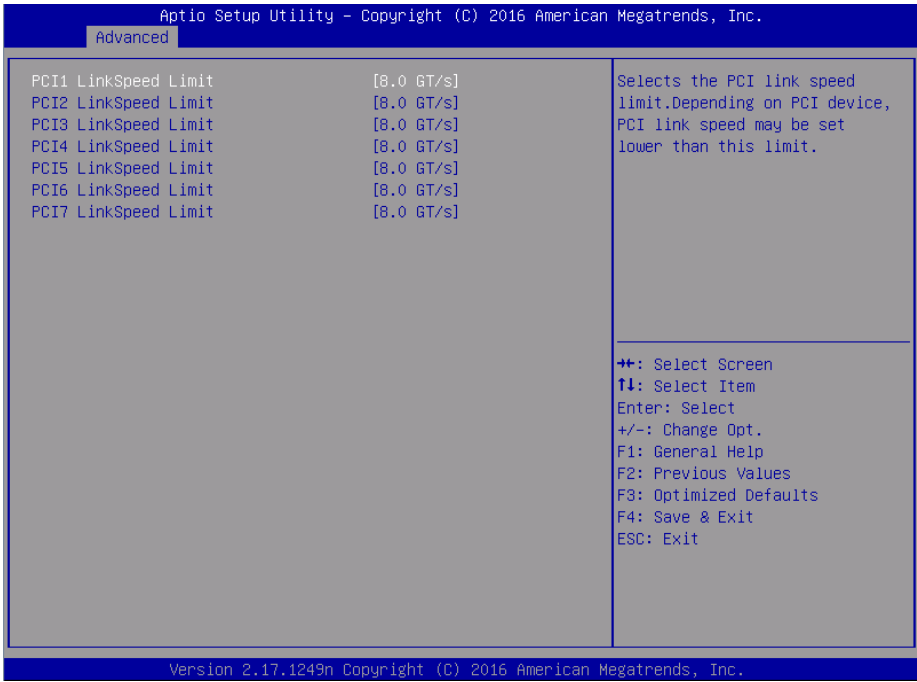 Aptio Setup Utility – Copyright (C) 2016 American Megatrends, Inc.
Advanced
PCI1 LinkSpeed Limit [8.0 GT/s]
PCI2 LinkSpeed Limit [8.0 GT/s]
PCI3 LinkSpeed Limit [8.0 GT/s]
PCI4 LinkSpeed Limit [8.0 GT/s]
PCI5 LinkSpeed Limit [8.0 GT/s]
PCI6 LinkSpeed Limit [8.0 GT/s]
PCI7 LinkSpeed Limit [8.0 GT/s]
Selects the PCI link speed
limit.Depending on PCI device,
PCI link speed may be set
lower than this limit.
→←: Select Screen
↑↓: Select Item
Enter: Select
+/-: Change Opt.
F1: General Help
F2: Previous Values
F3: Optimized Defaults
F4: Save & Exit
ESC: Exit
Version 2.17.1249n Copyright (C) 2016 American Megatrends, Inc.